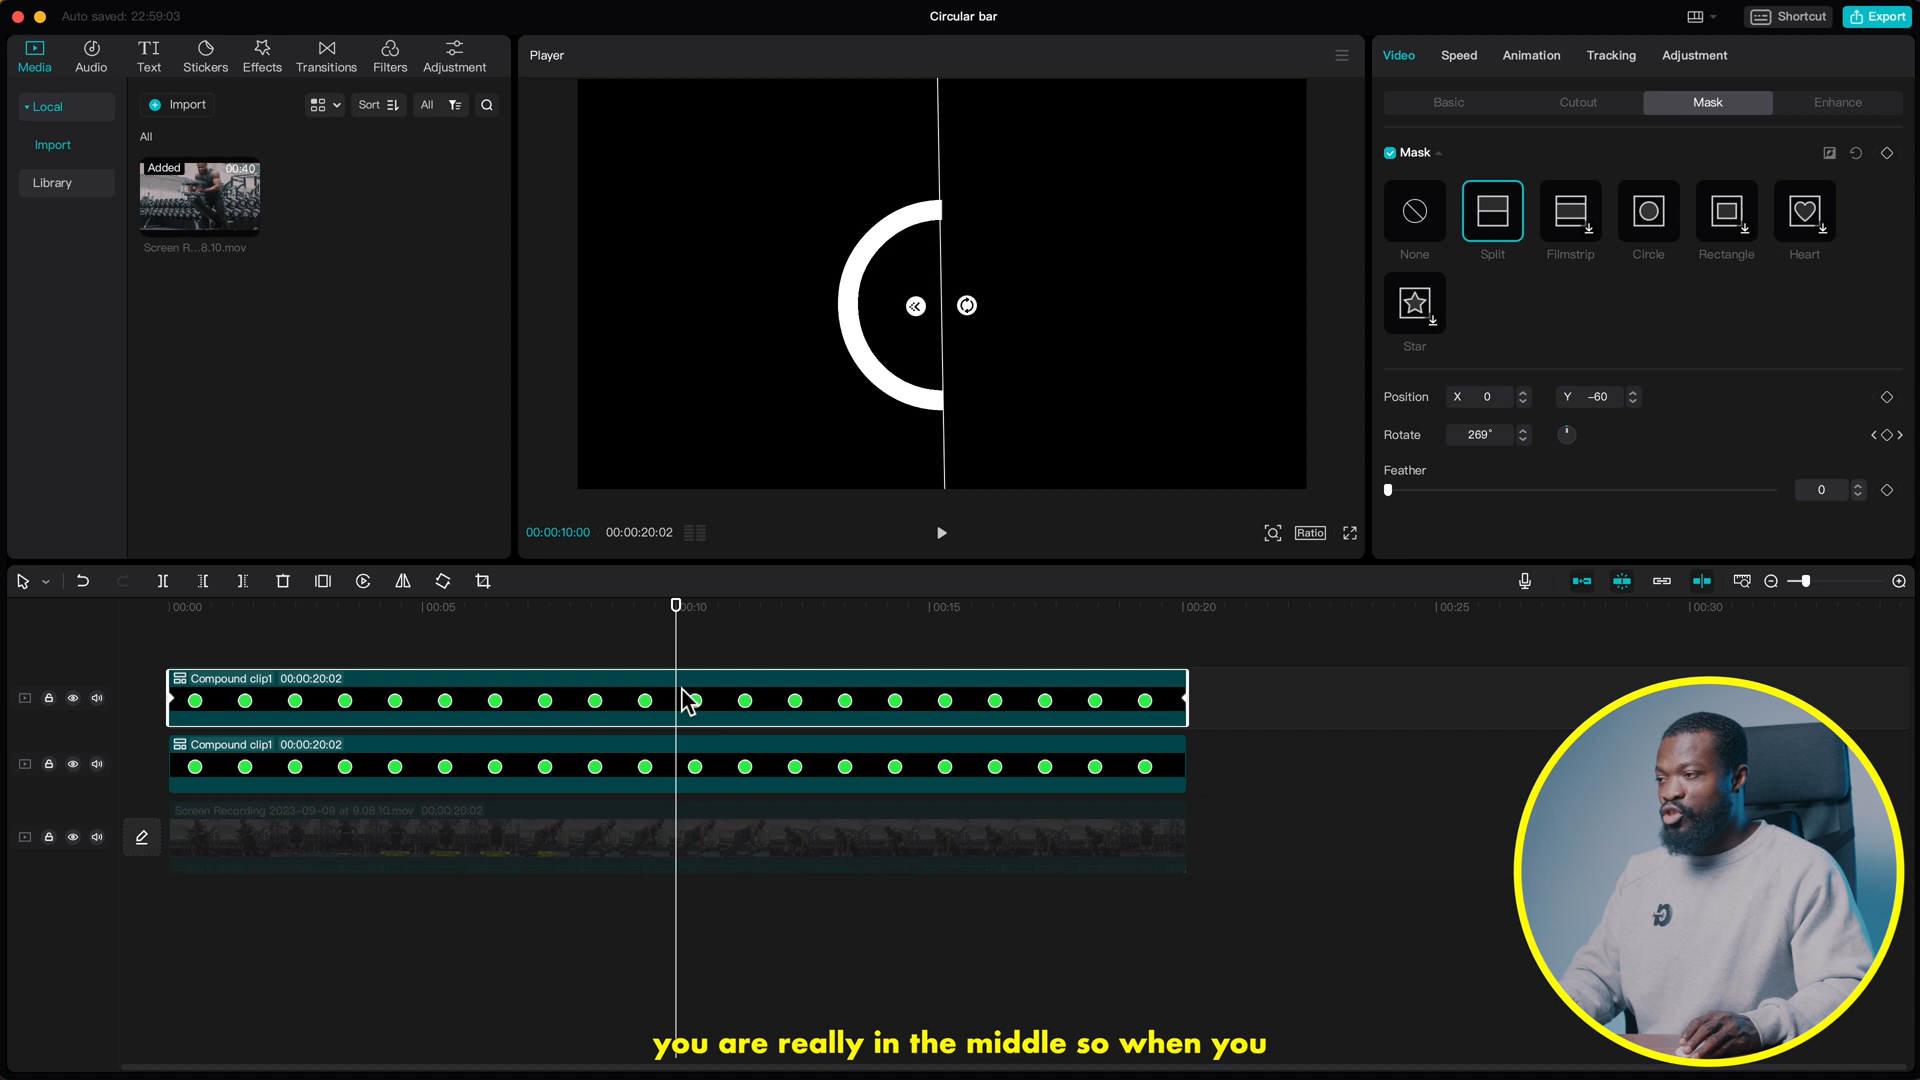 Auto saved: 22:59:03
Circular bar
Shortcut
Export
Media
Audio
TI
Text
Stickers
Effects
Transitions
Filters
Adjustment
Local
Import
Library
Import
Sort
All
All
Added
00:40
Screen R...8.10.mov
Player
00:00:10:00
00:00:20:02
Ratio
Video
Speed
Animation
Tracking
Adjustment
Basic
Cutout
Mask
Enhance
Mask
None
Split
Filmstrip
Circle
Rectangle
Heart
Star
Position X 0 Y -60
Rotate 269°
Feather
0
00:00
00:05
00:10
00:15
00:20
00:25
00:30
Compound clip1 00:00:20:02
Compound clip1 00:00:20:02
Screen Recording 2023-09-09 at 9.08.10.mov 00:00:20:02
you are really in the middle so when you